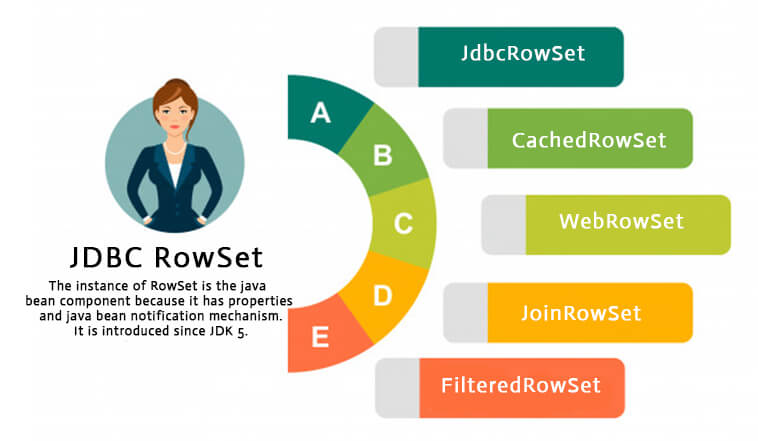 JDBC RowSet
The instance of RowSet is the java
bean component because it has properties
and java bean notification mechanism.
It is introduced since JDK 5.
A
JdbcRowSet
B
CachedRowSet
C
WebRowSet
D
JoinRowSet
E
FilteredRowSet